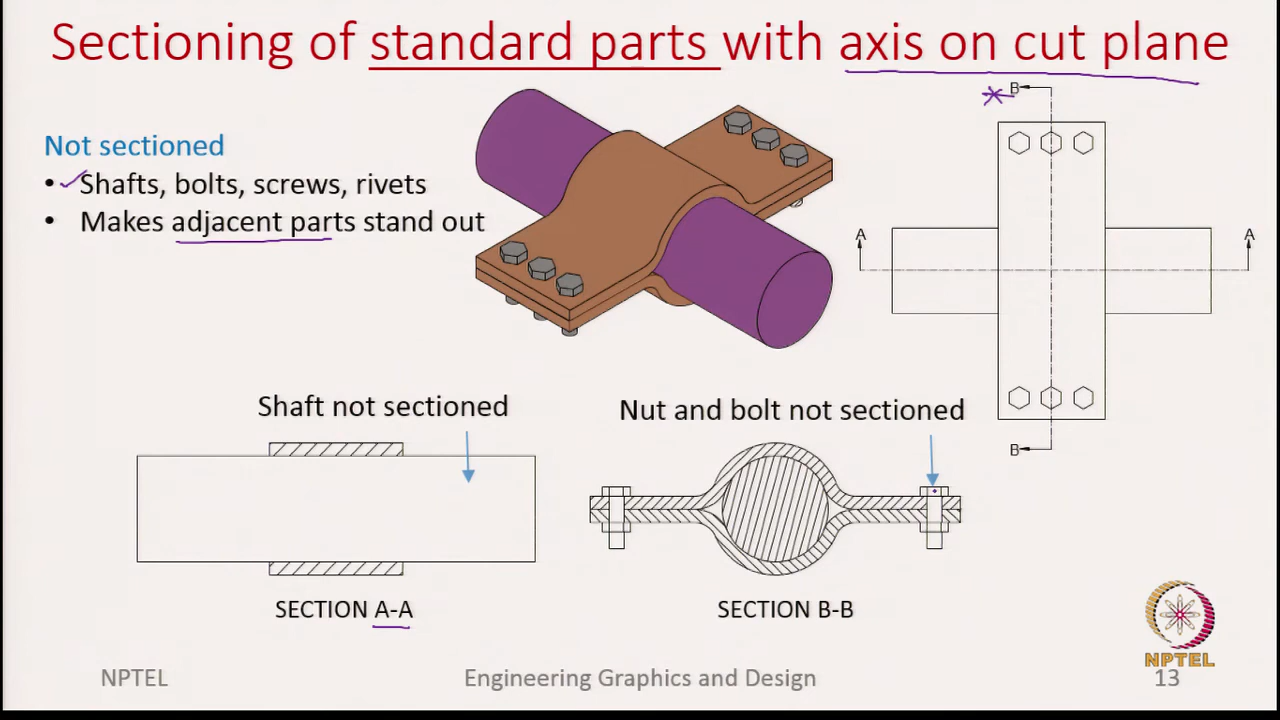 Sectioning of standard parts with axis on cut plane
Not sectioned
• Shafts, bolts, screws, rivets
• Makes adjacent parts stand out
B
A
A
B
Shaft not sectioned
Nut and bolt not sectioned
SECTION A-A
SECTION B-B
NPTEL
NPTEL
Engineering Graphics and Design
13